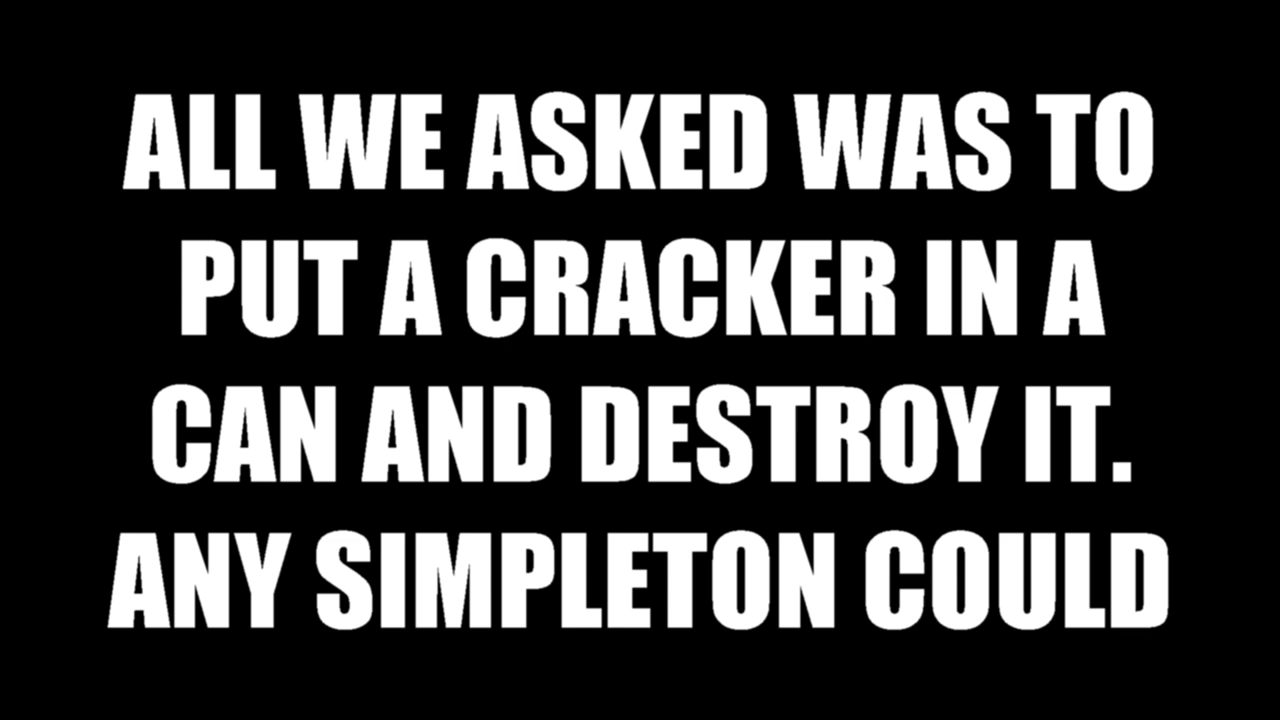 ALL WE ASKED WAS TO
PUT A CRACKER IN A
CAN AND DESTROY IT.
ANY SIMPLETON COULD